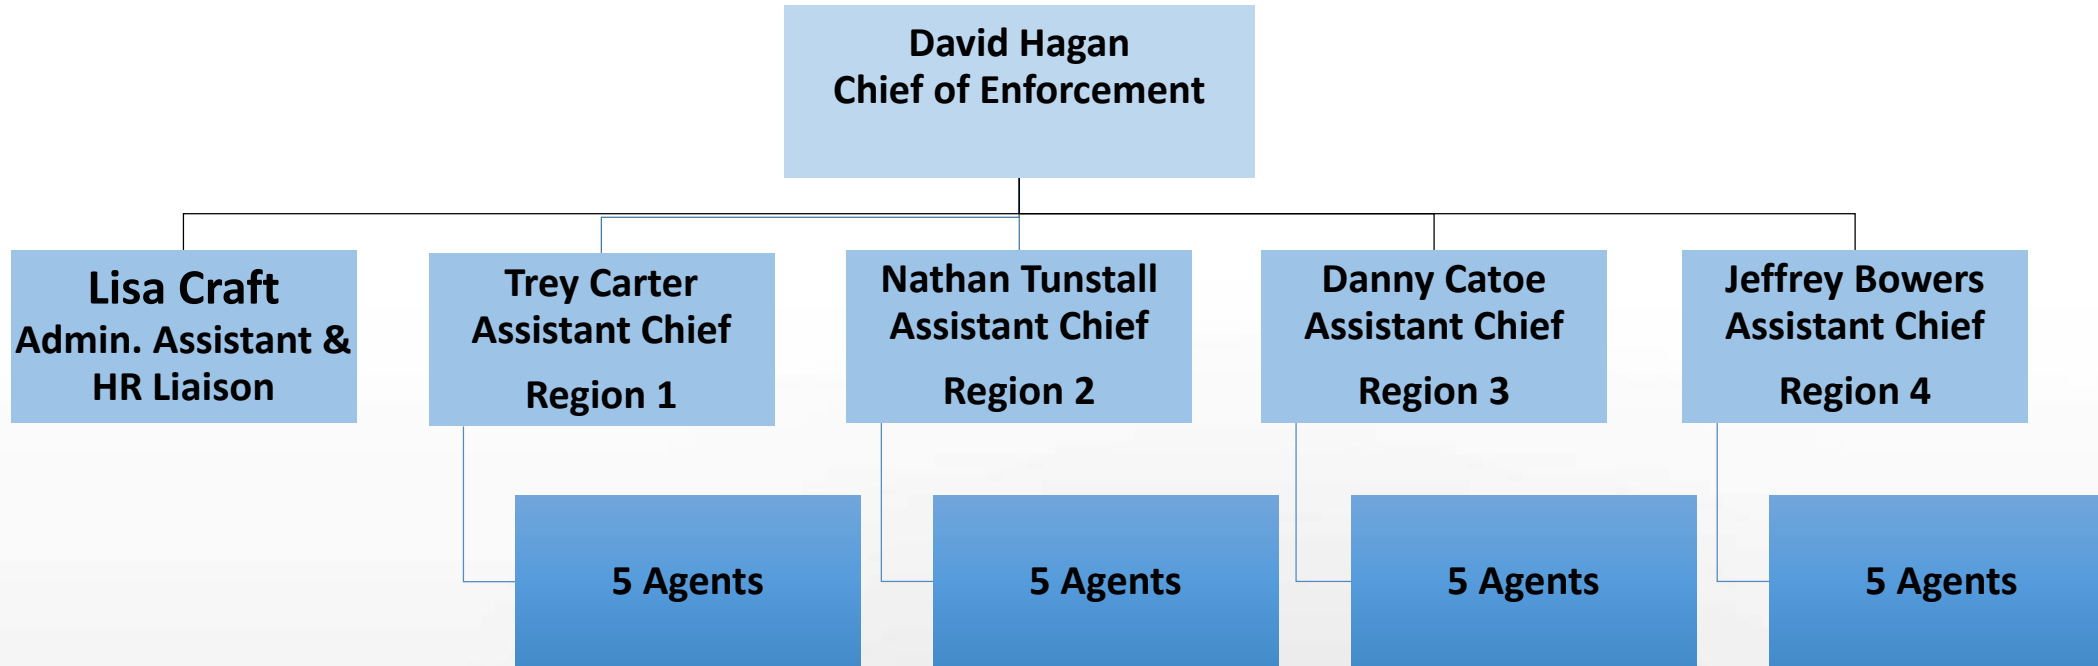 David Hagan
Chief of Enforcement
Lisa Craft
Admin. Assistant &
HR Liaison
Trey Carter
Assistant Chief
Region 1
Nathan Tunstall
Assistant Chief
Region 2
Danny Catoe
Assistant Chief
Region 3
Jeffrey Bowers
Assistant Chief
Region 4
5 Agents
5 Agents
5 Agents
5 Agents